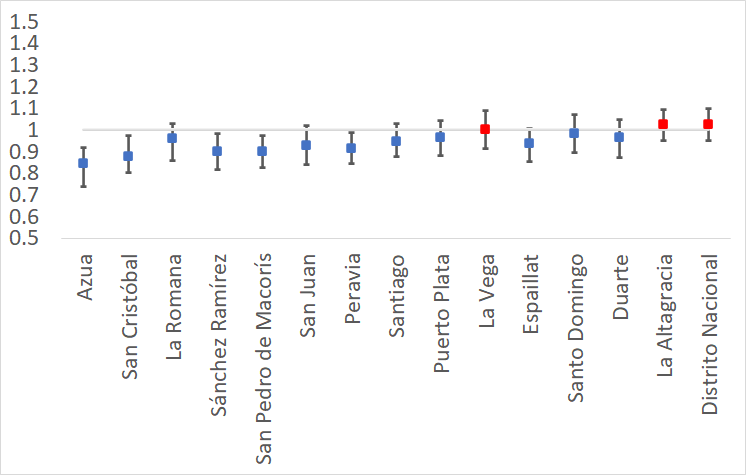 1.5
1.4
1.3
1.2
1.1
1
0.9
0.8
0.7
0.6
0.5
Azua
San Cristóbal
La Romana
Sánchez Ramírez
San Pedro de Macorís
San Juan
Peravia
Santiago
Puerto Plata
La Vega
Espaillat
Santo Domingo
Duarte
La Altagracia
Distrito Nacional